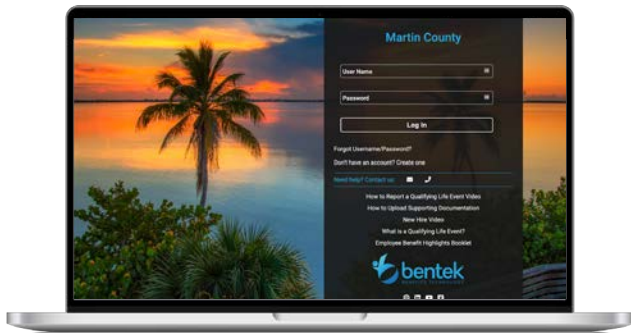 Martin County
User Name
Password
Log In
Forgot Username/Password?
Don't have an account? Create one
Need help? Contact us:
How to Report a Qualifying Life Event Video
How to Upload Supporting Documentation
New Hire Video
What is a Qualifying Life Event?
Employee Benefit Highlights Booklet
bentek